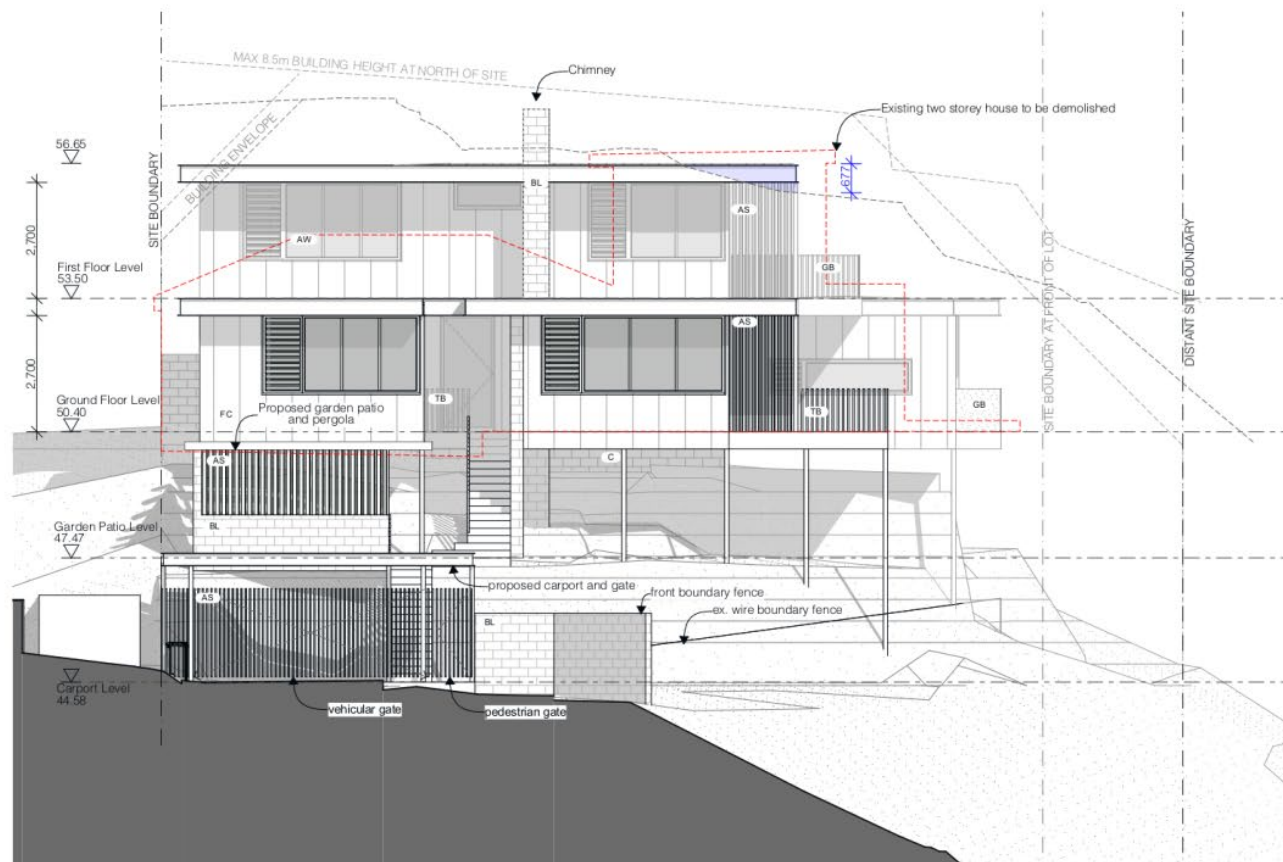 MAX 8.5m BUILDING HEIGHT AT NORTH OF SITE
Chimney
Existing two storey house to be demolished
56.65
SITE BOUNDARY
BUILDING ENVELOPE
BL
677
AS
2,700
AW
GB
First Floor Level
53.50
SITE BOUNDARY AT FRONT OF LOT
DISTANT SITE BOUNDARY
AS
2,700
Ground Floor Level
50.40
FC
Proposed garden patio
and pergola
TB
TB
GB
AS
C
BL
Garden Patio Level
47.47
proposed carport and gate
front boundary fence
ex. wire boundary fence
AS
BL
Carport Level
44.58
vehicular gate
pedestrian gate